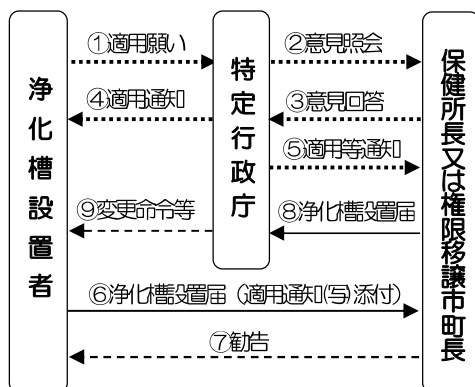 浄化槽設置者
特定行政庁
保健所長又は権限移譲市町長
①適用願い
②意見照会
③意見回答
④適用通知
⑤適用等通知
⑨変更命令等
⑧浄化槽設置届
⑥浄化槽設置届（適用通知(写)添付）
⑦勧告